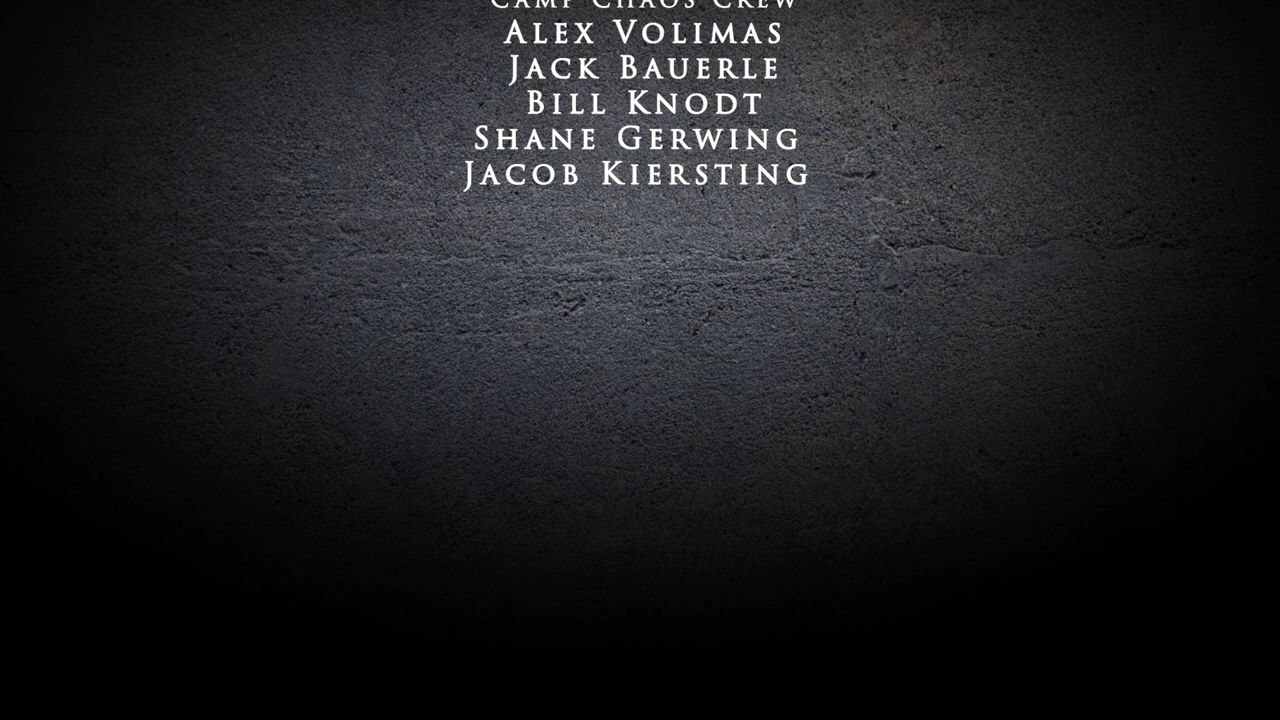 Camp Chaos Crew
Alex Volimas
Jack Bauerle
Bill Knodt
Shane Gerwing
Jacob Kiersting